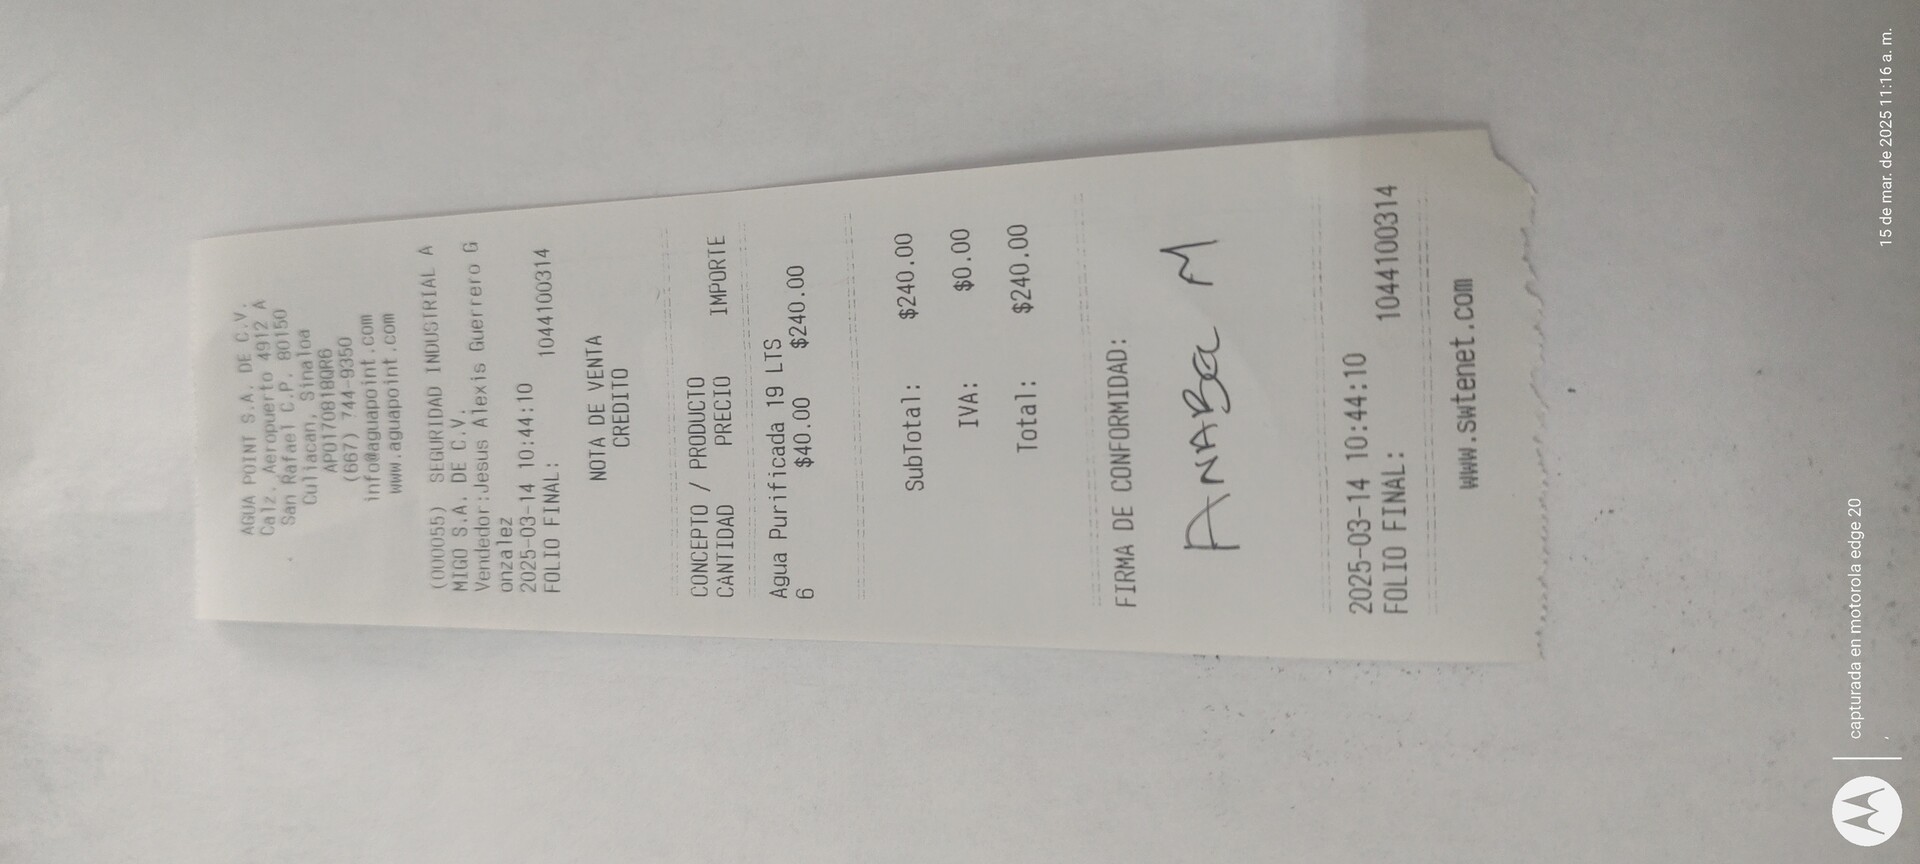 AGUA POINT S.A. DE C.V.
Calz. Aeropuerto 4912 A
San Rafael C.P. 80150
Culiacan, Sinaloa
APO170818QR6
(667) 744-9350
info@aguapoint.com
www.aguapoint.com
(000055) SEGURIDAD INDUSTRIAL A
MIGO S.A. DE C.V.
Vendedor:Jesus Alexis Guerrero G
onzalez
2025-03-14 10:44:10
FOLIO FINAL: 1044100314
NOTA DE VENTA
CREDITO
CONCEPTO / PRODUCTO
CANTIDAD PRECIO IMPORTE
Agua Purificada 19 LTS
6 $40.00 $240.00
SubTotal: $240.00
IVA: $0.00
Total: $240.00
FIRMA DE CONFORMIDAD:
ANABel M
2025-03-14 10:44:10
FOLIO FINAL: 1044100314
www.swtenet.com
capturada en motorola edge 20
15 de mar. de 2025 11:16 a. m.